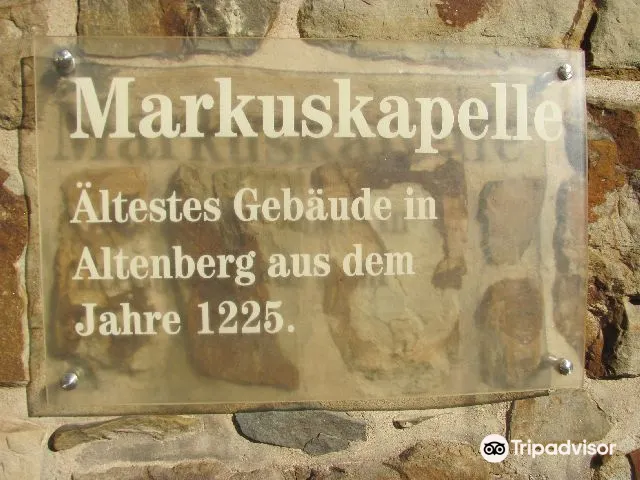 Markuskapelle
Ältestes Gebäude in
Altenberg aus dem
Jahre 1225.
Tripadvisor